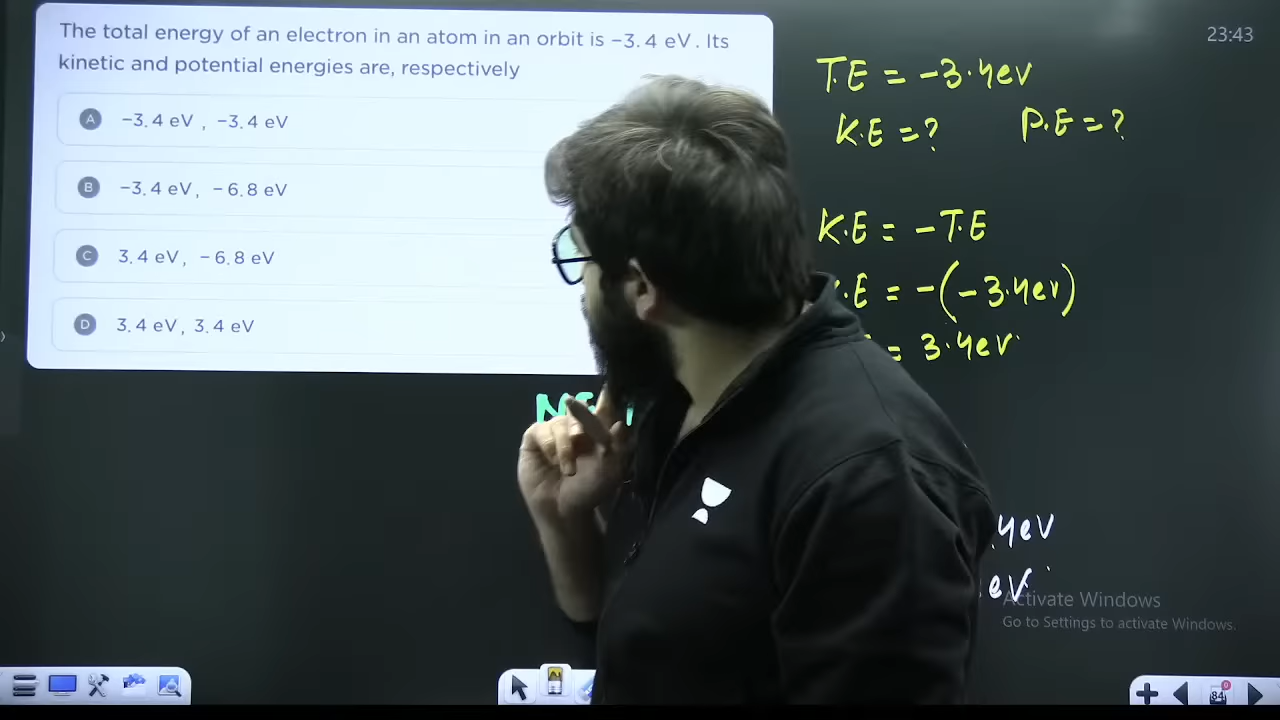 The total energy of an electron in an atom in an orbit is −3.4 eV. Its
kinetic and potential energies are, respectively
A −3.4 eV , −3.4 eV
B −3.4 eV, −6.8 eV
C 3.4 eV, −6.8 eV
D 3.4 eV, 3.4 eV
23:43
T.E = -3.4ev
K.E = ? P.E = ?
K.E = -T.E
.E = -(-3.4ev)
= 3.4ev
.4eV
eV
Activate Windows
Go to Settings to activate Windows.
84